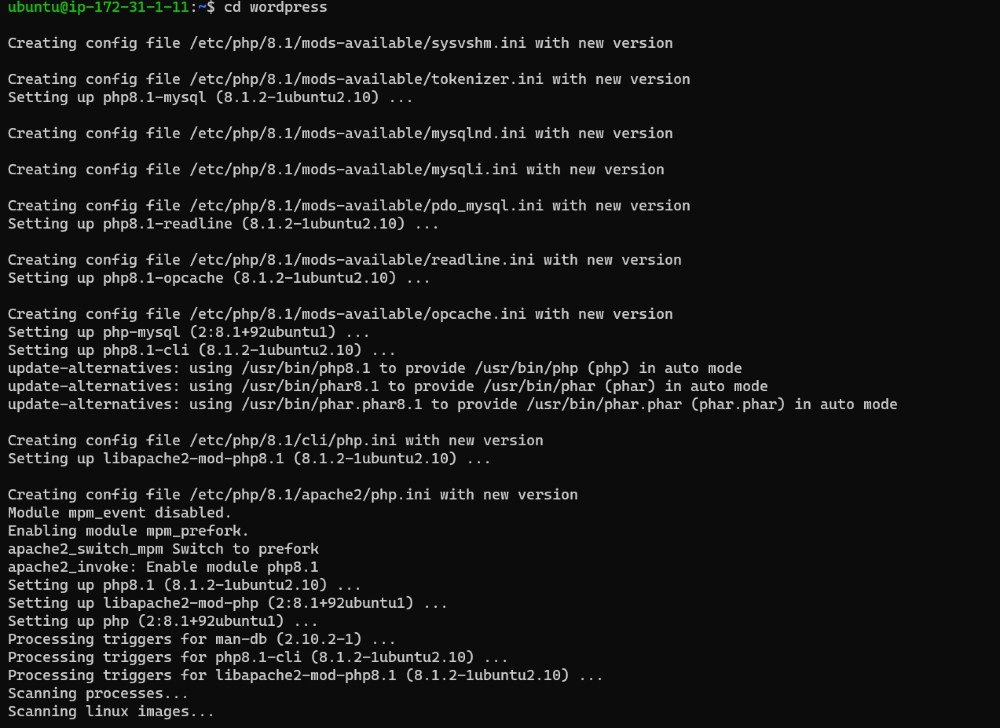 ubuntu@ip-172-31-1-11:~$ cd wordpress
Creating config file /etc/php/8.1/mods-available/sysvshm.ini with new version
Creating config file /etc/php/8.1/mods-available/tokenizer.ini with new version
Setting up php8.1-mysql (8.1.2-1ubuntu2.10) ...
Creating config file /etc/php/8.1/mods-available/mysqlnd.ini with new version
Creating config file /etc/php/8.1/mods-available/mysqli.ini with new version
Creating config file /etc/php/8.1/mods-available/pdo_mysql.ini with new version
Setting up php8.1-readline (8.1.2-1ubuntu2.10) ...
Creating config file /etc/php/8.1/mods-available/readline.ini with new version
Setting up php8.1-opcache (8.1.2-1ubuntu2.10) ...
Creating config file /etc/php/8.1/mods-available/opcache.ini with new version
Setting up php-mysql (2:8.1+92ubuntu1) ...
Setting up php8.1-cli (8.1.2-1ubuntu2.10) ...
update-alternatives: using /usr/bin/php8.1 to provide /usr/bin/php (php) in auto mode
update-alternatives: using /usr/bin/phar8.1 to provide /usr/bin/phar (phar) in auto mode
update-alternatives: using /usr/bin/phar.phar8.1 to provide /usr/bin/phar.phar (phar.phar) in auto mode
Creating config file /etc/php/8.1/cli/php.ini with new version
Setting up libapache2-mod-php8.1 (8.1.2-1ubuntu2.10) ...
Creating config file /etc/php/8.1/apache2/php.ini with new version
Module mpm_event disabled.
Enabling module mpm_prefork.
apache2_switch_mpm Switch to prefork
apache2_invoke: Enable module php8.1
Setting up php8.1 (8.1.2-1ubuntu2.10) ...
Setting up libapache2-mod-php (2:8.1+92ubuntu1) ...
Setting up php (2:8.1+92ubuntu1) ...
Processing triggers for man-db (2.10.2-1) ...
Processing triggers for php8.1-cli (8.1.2-1ubuntu2.10) ...
Processing triggers for libapache2-mod-php8.1 (8.1.2-1ubuntu2.10) ...
Scanning processes...
Scanning linux images...